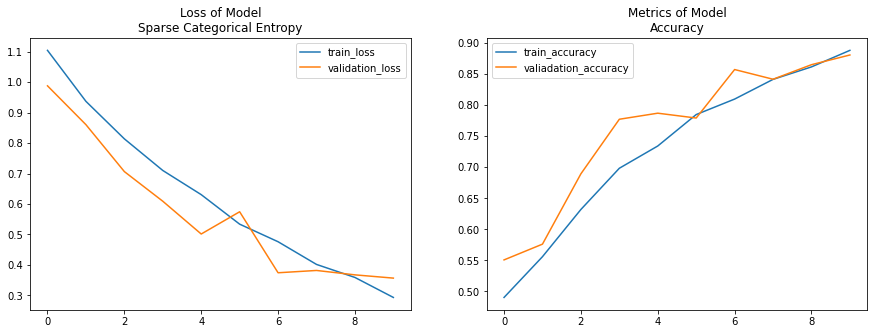 Loss of Model
Sparse Categorical Entropy
train_loss
validation_loss
1.1
1.0
0.9
0.8
0.7
0.6
0.5
0.4
0.3
0 2 4 6 8
Metrics of Model
Accuracy
train_accuracy
valiadation_accuracy
0.90
0.85
0.80
0.75
0.70
0.65
0.60
0.55
0.50
0 2 4 6 8